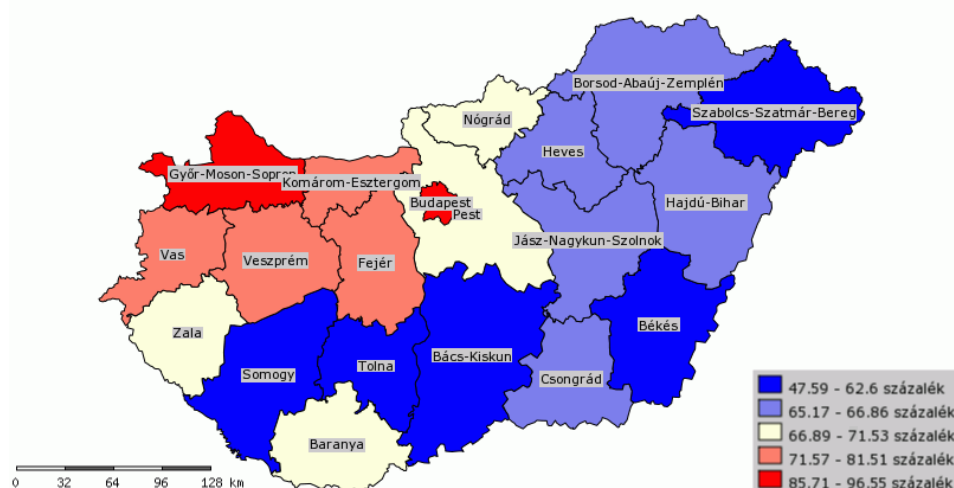 Borsod-Abaúj-Zemplén
Szabolcs-Szatmár-Bereg
Nógrád
Heves
Győr-Moson-Sopron
Komárom-Esztergom
Budapest
Pest
Hajdú-Bihar
Jász-Nagykun-Szolnok
Vas
Veszprém
Fejér
Zala
Somogy
Tolna
Bács-Kiskun
Békés
Csongrád
Baranya
47.59 - 62.6 százalék
65.17 - 66.86 százalék
66.89 - 71.53 százalék
71.57 - 81.51 százalék
85.71 - 96.55 százalék
0 32 64 96 128 km